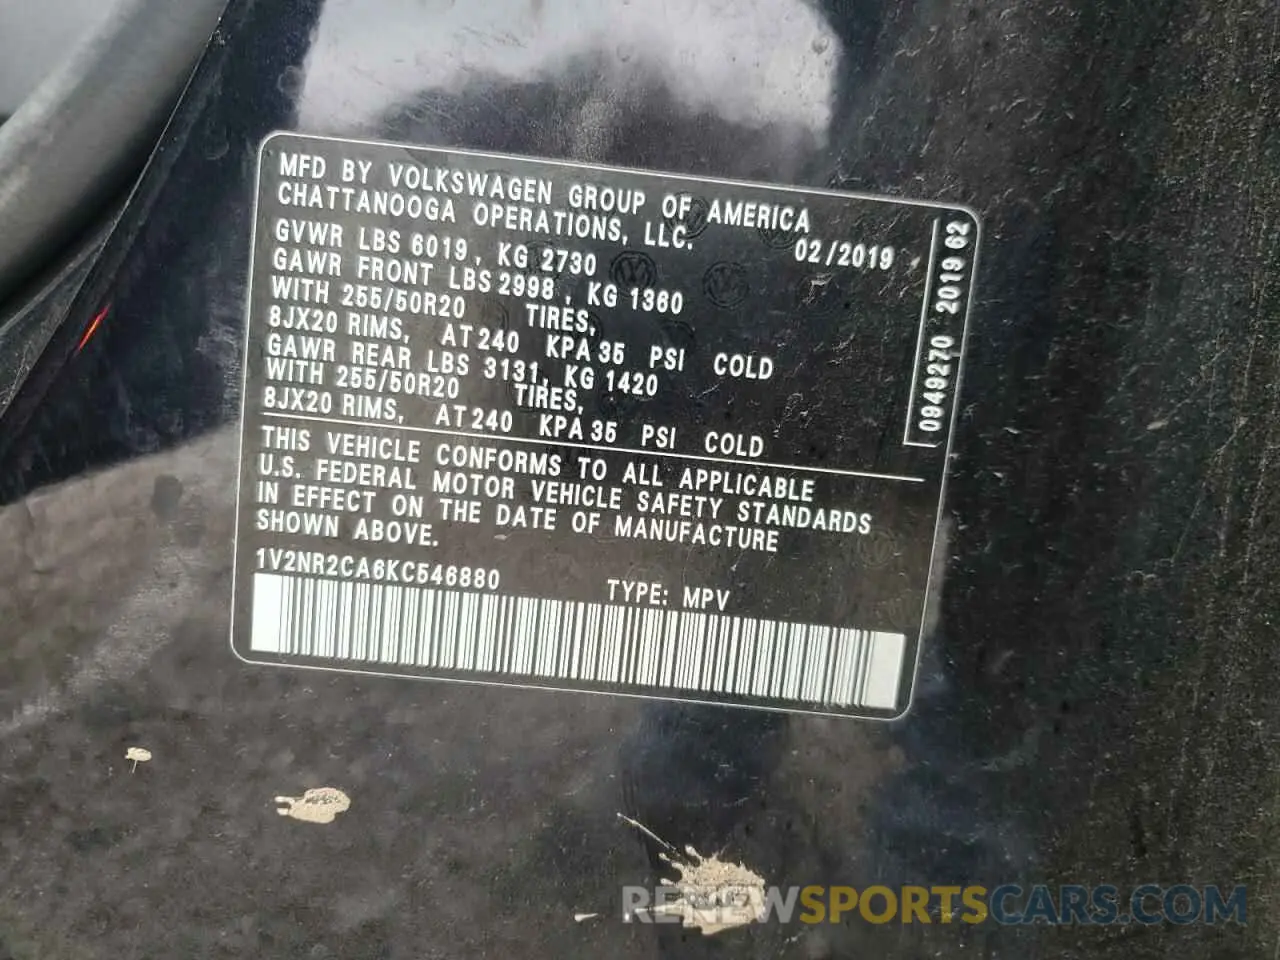 MFD BY VOLKSWAGEN GROUP OF AMERICA
CHATTANOOGA OPERATIONS, LLC. 02/2019
GVWR LBS 6019, KG 2730
GAWR FRONT LBS 2998, KG 1360
WITH 255/50R20 TIRES,
8JX20 RIMS, AT 240 KPA 35 PSI COLD
GAWR REAR LBS 3131, KG 1420
WITH 255/50R20 TIRES,
8JX20 RIMS, AT 240 KPA 35 PSI COLD
THIS VEHICLE CONFORMS TO ALL APPLICABLE
U.S. FEDERAL MOTOR VEHICLE SAFETY STANDARDS
IN EFFECT ON THE DATE OF MANUFACTURE
SHOWN ABOVE.
1V2NR2CA6KC546880 TYPE: MPV
0949270 2019 62
RENEWSPORTSCARS.COM